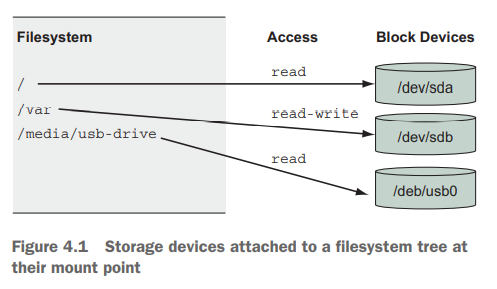 Filesystem Access Block Devices
/ read /dev/sda
/var read-write /dev/sdb
/media/usb-drive read /deb/usb0
Figure 4.1 Storage devices attached to a filesystem tree at
their mount point